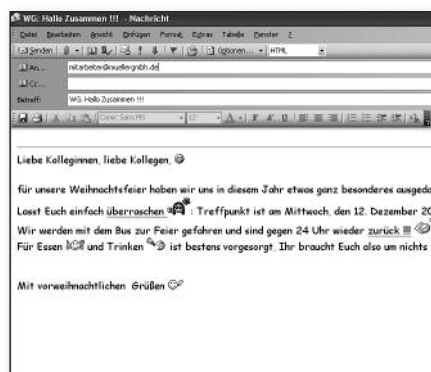 WG: Hallo Zusammen !!! - Nachricht
Datei Bearbeiten Ansicht Einfügen Format Extras Tabelle Fenster ?
Senden Optionen... HTML
An... mitarbeiter@muellergmbh.de
Cc...
Betreff: WG: Hallo Zusammen !!!
Comic Sans MS 12 A F K U
Liebe Kolleginnen, liebe Kollegen,
für unsere Weihnachtsfeier haben wir uns in diesem Jahr etwas ganz besonderes ausgeda
Lasst Euch einfach überraschen : Treffpunkt ist am Mittwoch, den 12. Dezember 20
Wir werden mit dem Bus zur Feier gefahren und sind gegen 24 Uhr wieder zurück !!!
Für Essen und Trinken ist bestens vorgesorgt, Ihr braucht Euch also um nichts
Mit vorweihnachtlichen Grüßen